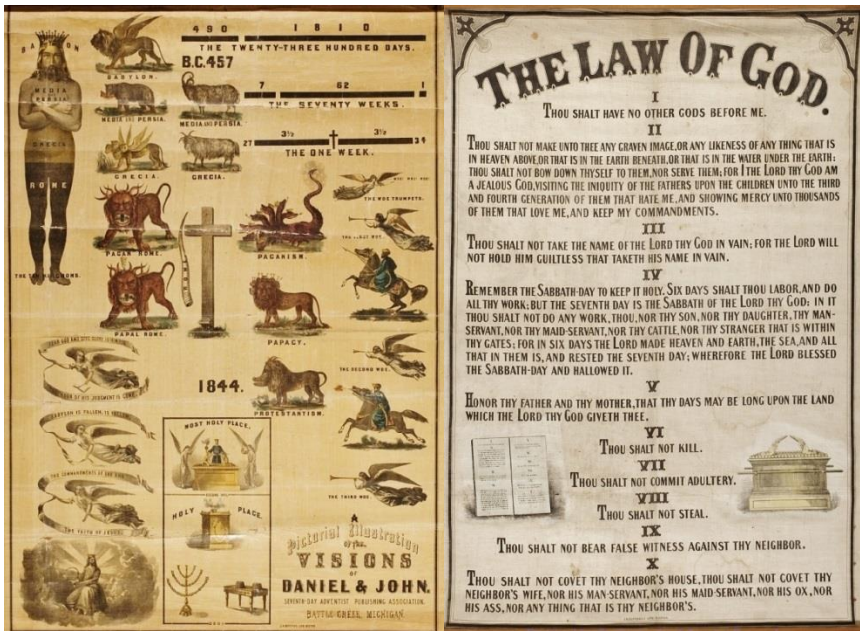 BABYLON
MEDIA
AND
PERSIA
GRECIA
ROME
BABYLON.
MEDIA AND PERSIA.
GRECIA.
PAGAN ROME.
PAPAL ROME.
MEDIA AND PERSIA.
GRECIA.
490 1810
THE TWENTY-THREE HUNDRED DAYS.
B.C.457
7 62 1
THE SEVENTY WEEKS.
27 3½ 3½ 34
THE ONE WEEK.
THE WOE TRUMPETS.
PAGANISM.
PAPACY.
THE SECOND WOE.
1844.
PROTESTANTISM.
THE THIRD WOE.
BABYLON IS FALLEN, IS FALLEN
THE COMMANDMENTS OF GOD AND
THE FAITH OF JESUS.
MOST HOLY PLACE.
HOLY PLACE.
A
Pictorial Illustration
of the
VISIONS
OF
DANIEL & JOHN.
SEVENTH-DAY ADVENTIST PUBLISHING ASSOCIATION.
BATTLE CREEK, MICHIGAN
THE LAW OF GOD.
I
THOU SHALT HAVE NO OTHER GODS BEFORE ME.
II
THOU SHALT NOT MAKE UNTO THEE ANY GRAVEN IMAGE, OR ANY LIKENESS OF ANY THING THAT IS
IN HEAVEN ABOVE, OR THAT IS IN THE EARTH BENEATH, OR THAT IS IN THE WATER UNDER THE EARTH:
THOU SHALT NOT BOW DOWN THYSELF TO THEM, NOR SERVE THEM; FOR I THE LORD THY GOD AM
A JEALOUS GOD, VISITING THE INIQUITY OF THE FATHERS UPON THE CHILDREN UNTO THE THIRD
AND FOURTH GENERATION OF THEM THAT HATE ME, AND SHOWING MERCY UNTO THOUSANDS
OF THEM THAT LOVE ME, AND KEEP MY COMMANDMENTS.
III
THOU SHALT NOT TAKE THE NAME OF THE LORD THY GOD IN VAIN; FOR THE LORD WILL
NOT HOLD HIM GUILTLESS THAT TAKETH HIS NAME IN VAIN.
IV
REMEMBER THE SABBATH-DAY TO KEEP IT HOLY. SIX DAYS SHALT THOU LABOR, AND DO
ALL THY WORK; BUT THE SEVENTH DAY IS THE SABBATH OF THE LORD THY GOD: IN IT
THOU SHALT NOT DO ANY WORK, THOU, NOR THY SON, NOR THY DAUGHTER, THY MAN-
SERVANT, NOR THY MAID-SERVANT, NOR THY CATTLE, NOR THY STRANGER THAT IS WITHIN
THY GATES; FOR IN SIX DAYS THE LORD MADE HEAVEN AND EARTH, THE SEA, AND ALL
THAT IN THEM IS, AND RESTED THE SEVENTH DAY; WHEREFORE THE LORD BLESSED
THE SABBATH-DAY AND HALLOWED IT.
V
HONOR THY FATHER AND THY MOTHER, THAT THY DAYS MAY BE LONG UPON THE LAND
WHICH THE LORD THY GOD GIVETH THEE.
VI
THOU SHALT NOT KILL.
VII
THOU SHALT NOT COMMIT ADULTERY.
VIII
THOU SHALT NOT STEAL.
IX
THOU SHALT NOT BEAR FALSE WITNESS AGAINST THY NEIGHBOR.
X
THOU SHALT NOT COVET THY NEIGHBOR'S HOUSE, THOU SHALT NOT COVET THY
NEIGHBOR'S WIFE, NOR HIS MAN-SERVANT, NOR HIS MAID-SERVANT, NOR HIS OX, NOR
HIS ASS, NOR ANY THING THAT IS THY NEIGHBOR'S.